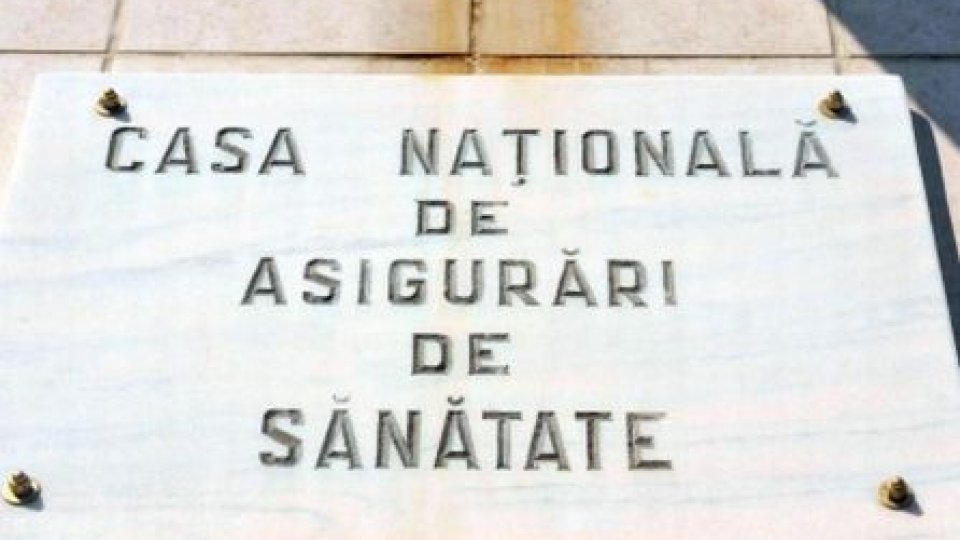 CASA NAȚIONALĂ
DE
ASIGURĂRI
DE
SĂNĂTATE